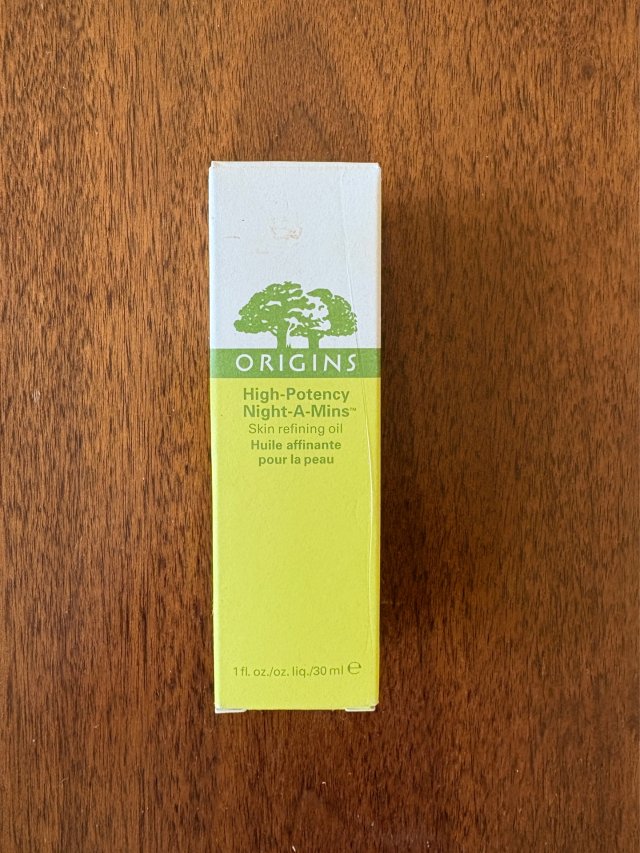 ORIGINS
High-Potency
Night-A-Mins™
Skin refining oil
Huile affinante
pour la peau
1 fl. oz./oz. liq./30 ml ℮